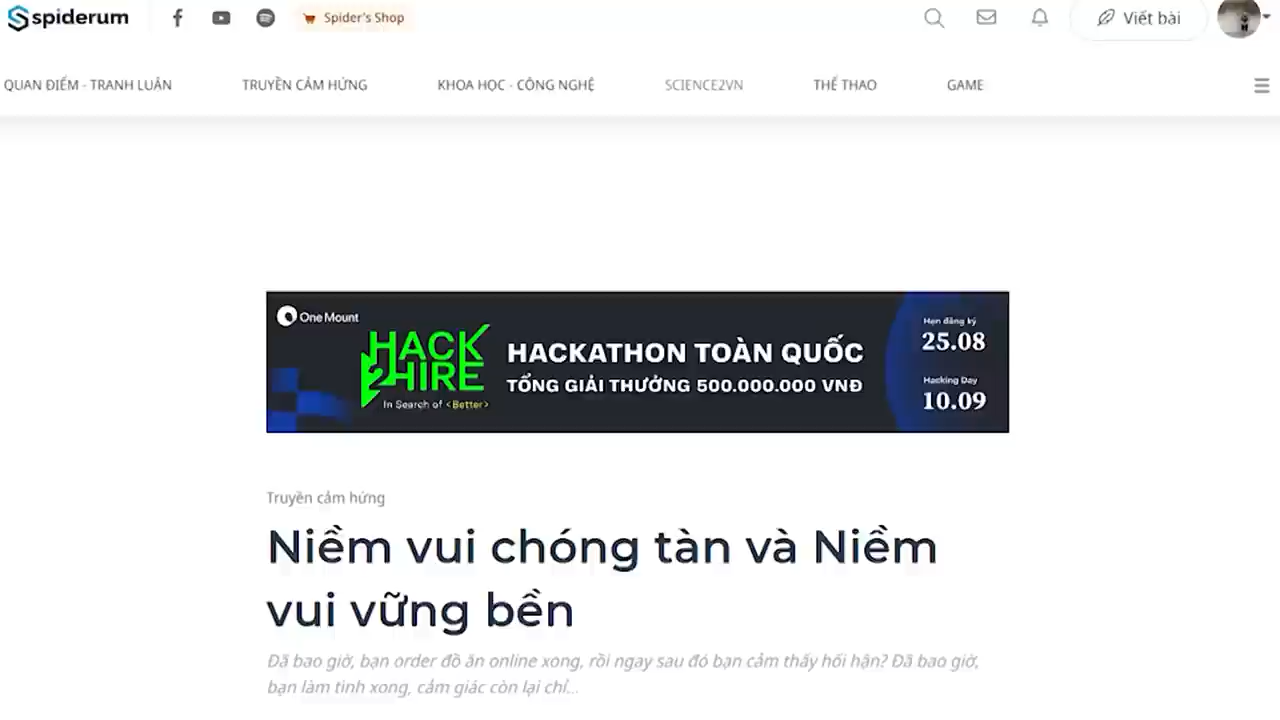 spiderum
Spider's Shop
Viết bài
QUAN ĐIỂM - TRANH LUẬN
TRUYỀN CẢM HỨNG
KHOA HỌC - CÔNG NGHỆ
SCIENCE2VN
THỂ THAO
GAME
One Mount
HACK
2HIRE
In Search of <Better>
HACKATHON TOÀN QUỐC
TỔNG GIẢI THƯỞNG 500.000.000 VNĐ
Hạn đăng ký
25.08
Hacking Day
10.09
Truyền cảm hứng
Niềm vui chóng tàn và Niềm
vui vững bền
Đã bao giờ, bạn order đồ ăn online xong, rồi ngay sau đó bạn cảm thấy hối hận? Đã bao giờ,
bạn làm tình xong, cảm giác còn lại chỉ...